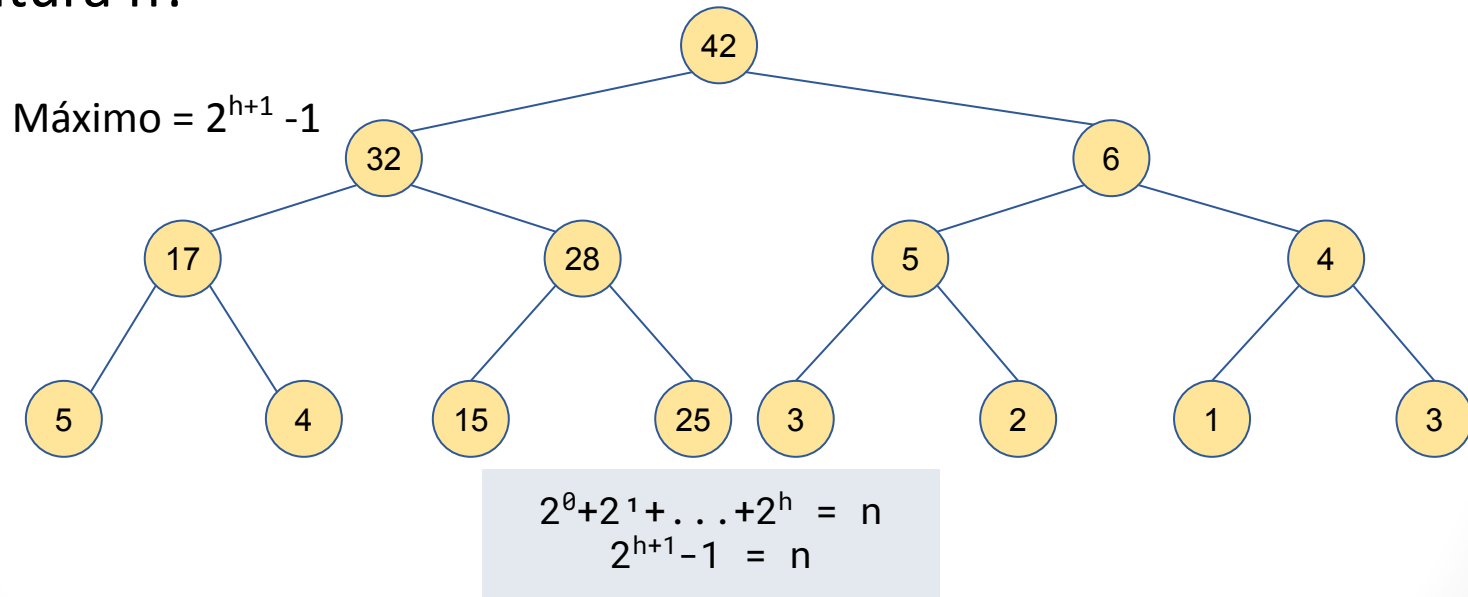 Máximo = 2^{h+1} -1
42
32 6
17 28 5 4
5 4 15 25 3 2 1 3
2⁰+2¹+...+2^h = n
2^{h+1}-1 = n